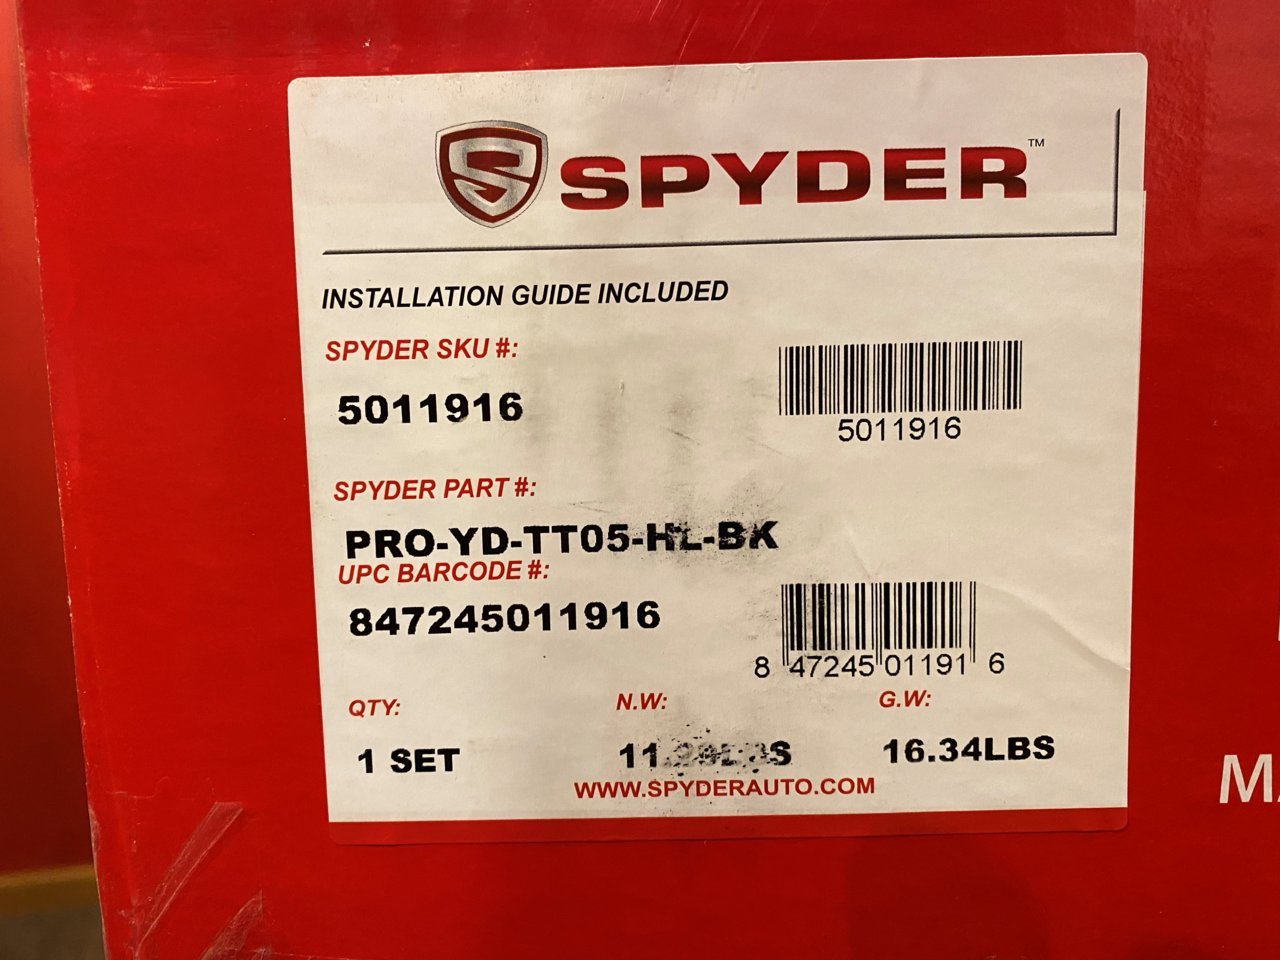 SPYDER™
INSTALLATION GUIDE INCLUDED
SPYDER SKU #:
5011916
5011916
SPYDER PART #:
PRO-YD-TT05-HL-BK
UPC BARCODE #:
847245011916
8 47245 01191 6
QTY: N.W: G.W:
1 SET 16.34LBS
WWW.SPYDERAUTO.COM